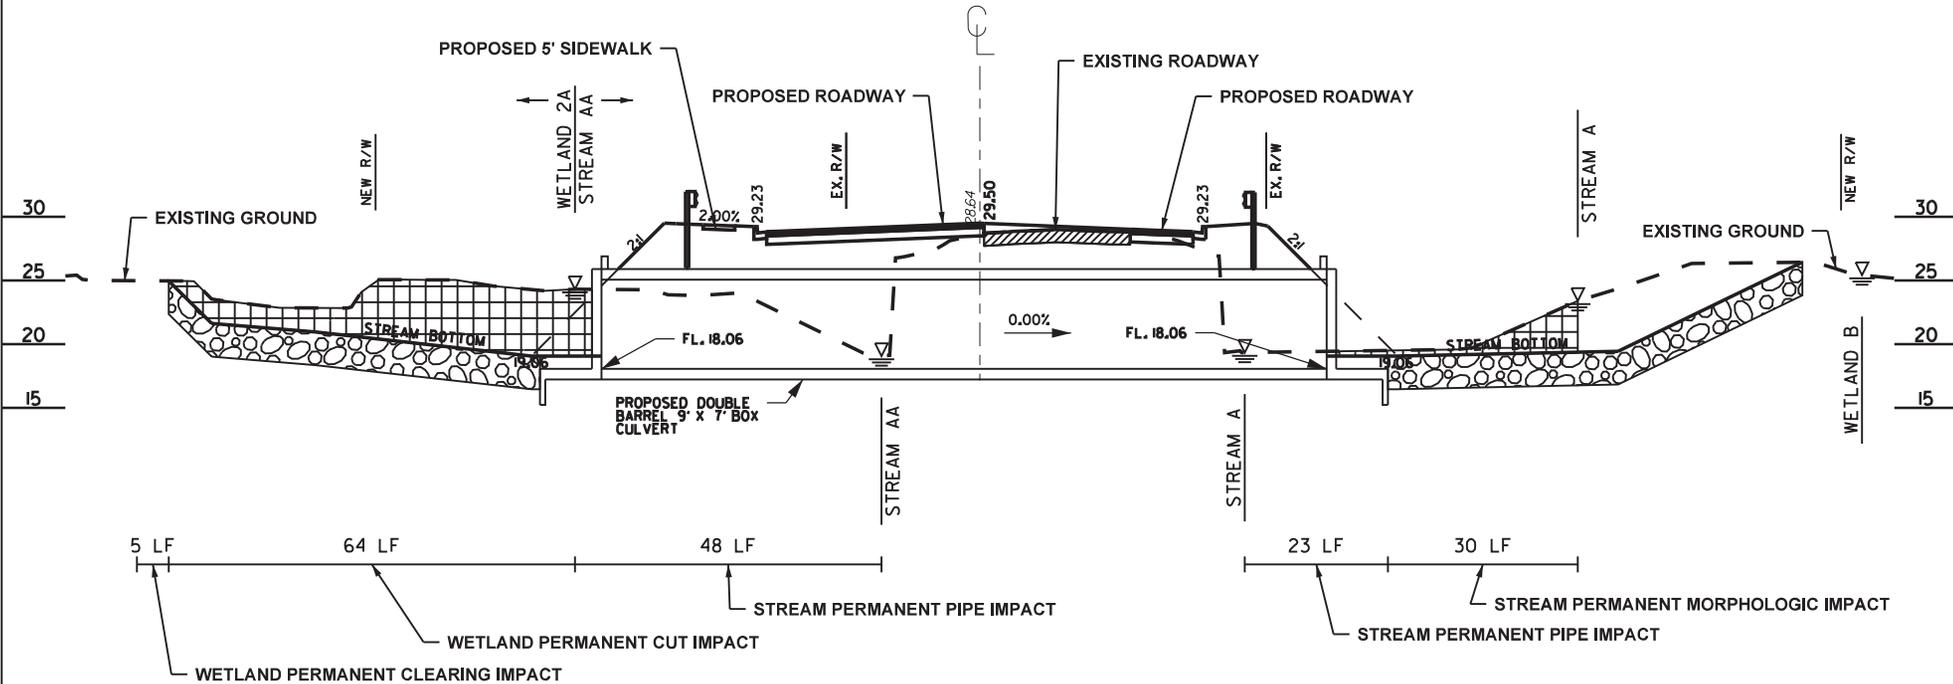 CL
PROPOSED 5' SIDEWALK
EXISTING ROADWAY
PROPOSED ROADWAY
PROPOSED ROADWAY
WETLAND 2A
STREAM AA
NEW R/W
EX. R/W
EX. R/W
STREAM A
NEW R/W
30
EXISTING GROUND
2.00%
29.23
28.64
29.50
29.23
30
EXISTING GROUND
2:1
2:1
25
25
20
STREAM BOTTOM
19.06
FL. 18.06
0.00%
FL. 18.06
STREAM BOTTOM
19.06
20
WETLAND B
15
PROPOSED DOUBLE
BARREL 9' X 7' BOX
CULVERT
15
STREAM AA
STREAM A
5 LF
64 LF
48 LF
23 LF
30 LF
STREAM PERMANENT PIPE IMPACT
STREAM PERMANENT MORPHOLOGIC IMPACT
WETLAND PERMANENT CUT IMPACT
STREAM PERMANENT PIPE IMPACT
WETLAND PERMANENT CLEARING IMPACT